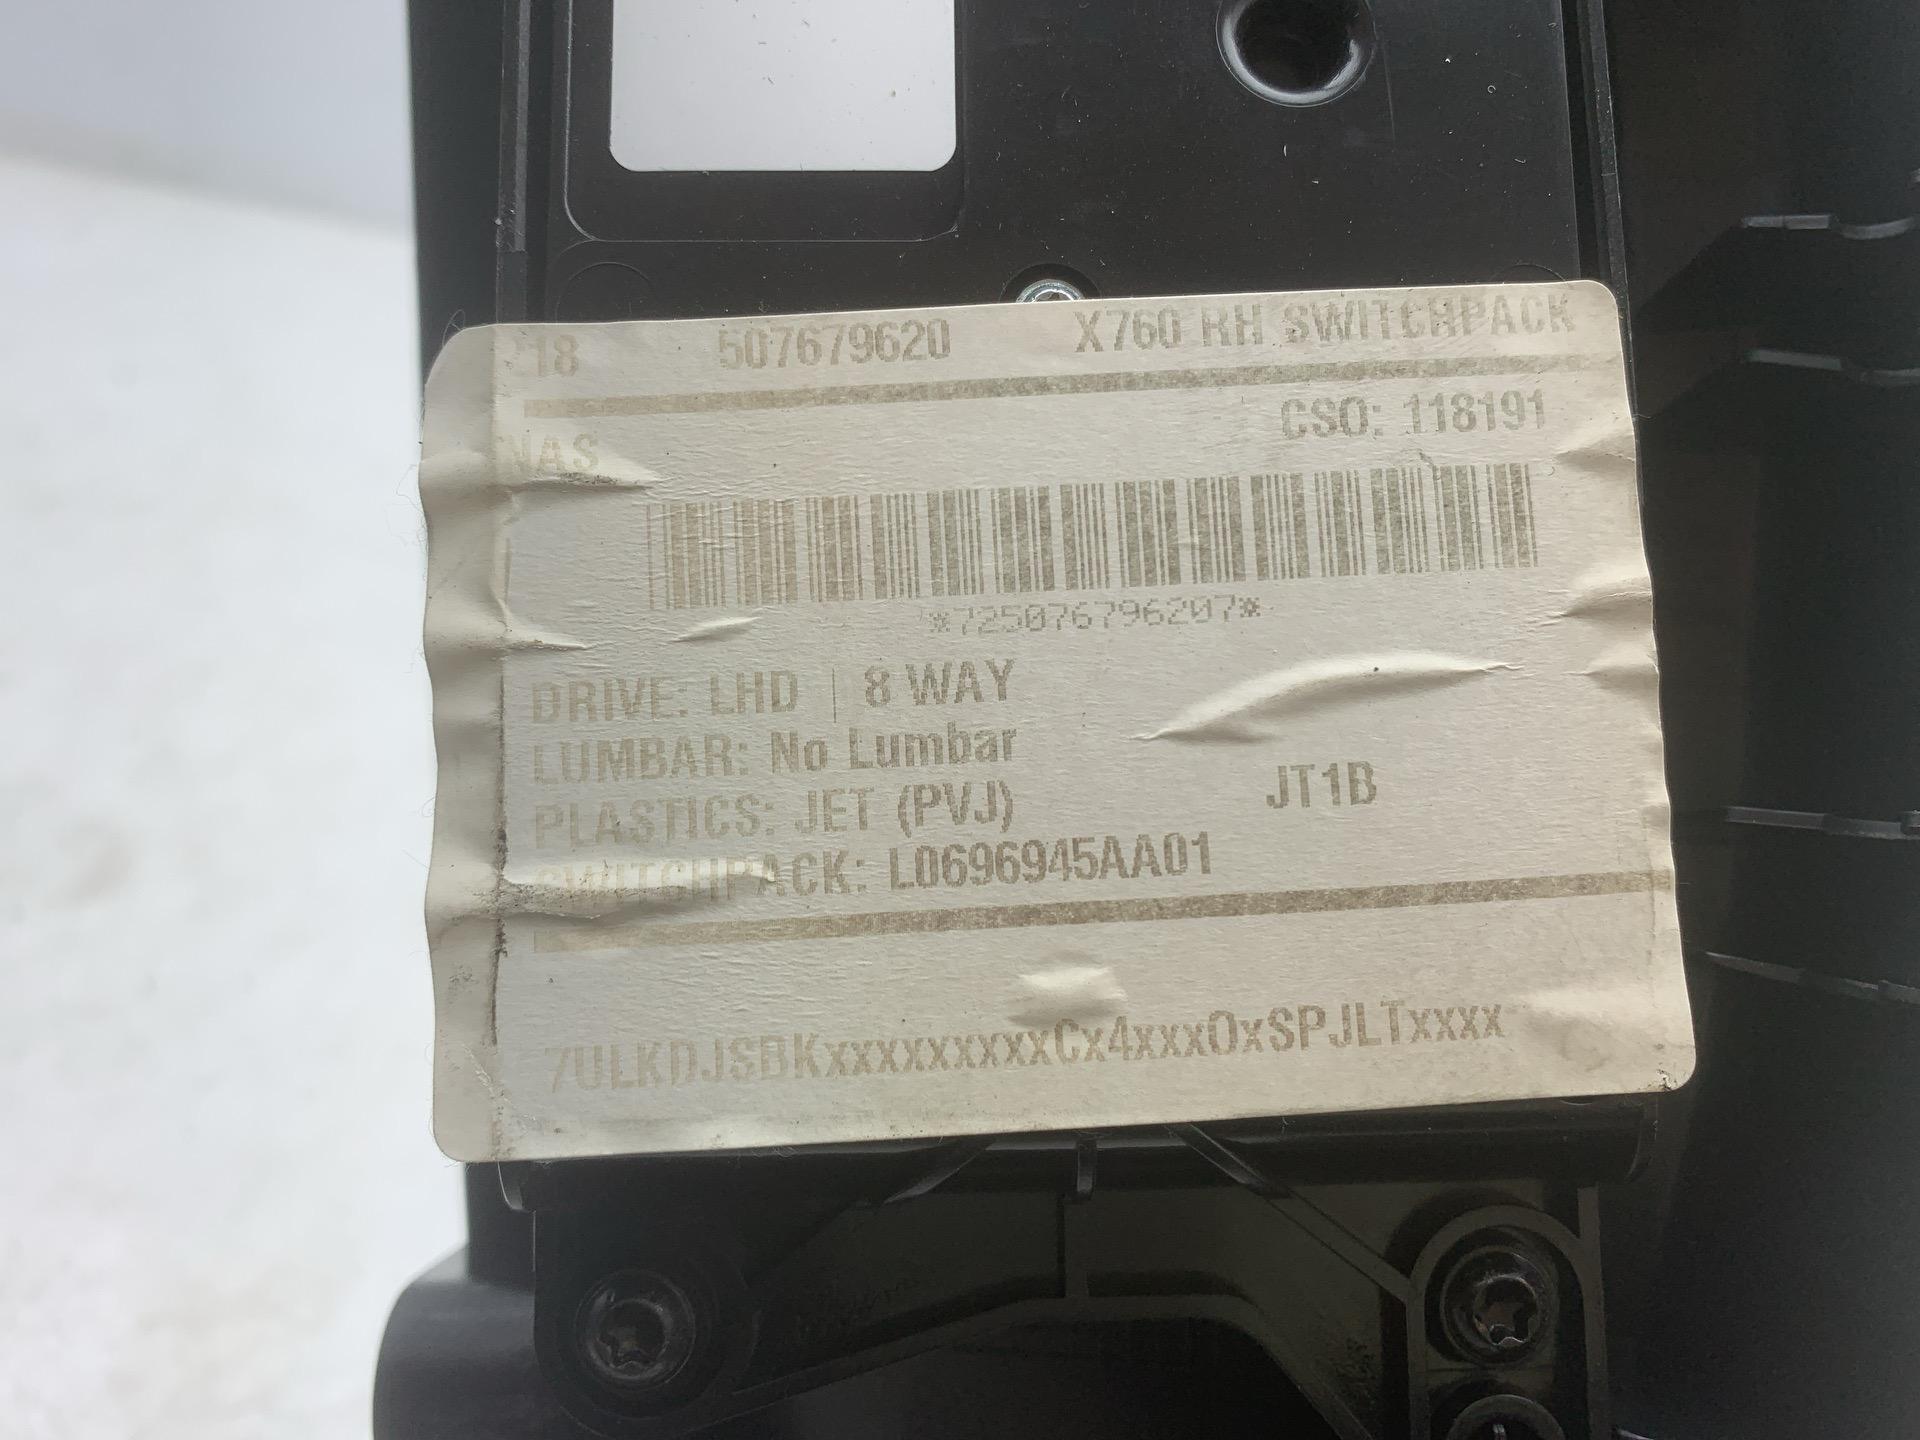 18 507679620 X760 RH SWITCHPACK
CSO: 118191
NAS
*725076796207*
DRIVE: LHD | 8 WAY
LUMBAR: No Lumbar
PLASTICS: JET (PVJ)
JT1B
SWITCHPACK: L0696945AA01
7ULKDJSBKxxxxxxxxxxCx4xxxOxSPJLTxxxx